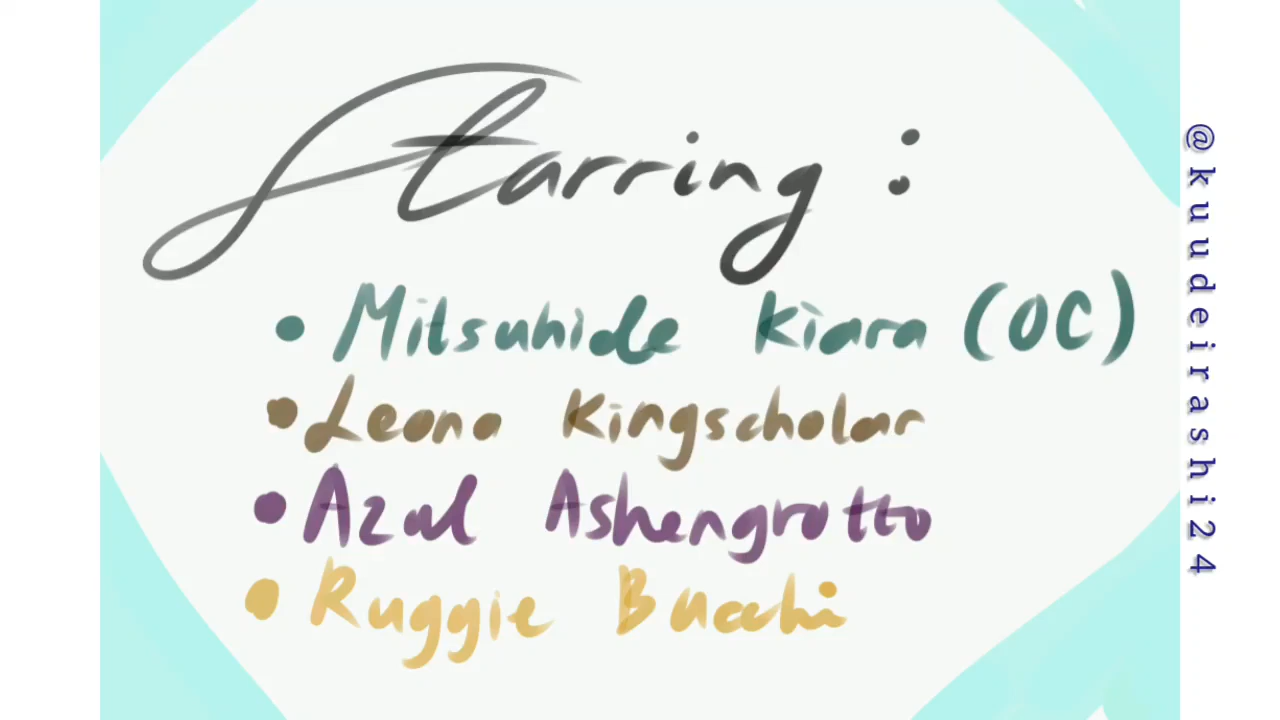 Starring :
• Mitsuhide Kiara (OC)
• Leona Kingscholar
• Azul Ashengrotto
• Ruggie Bucchi
@kuudeirashi24